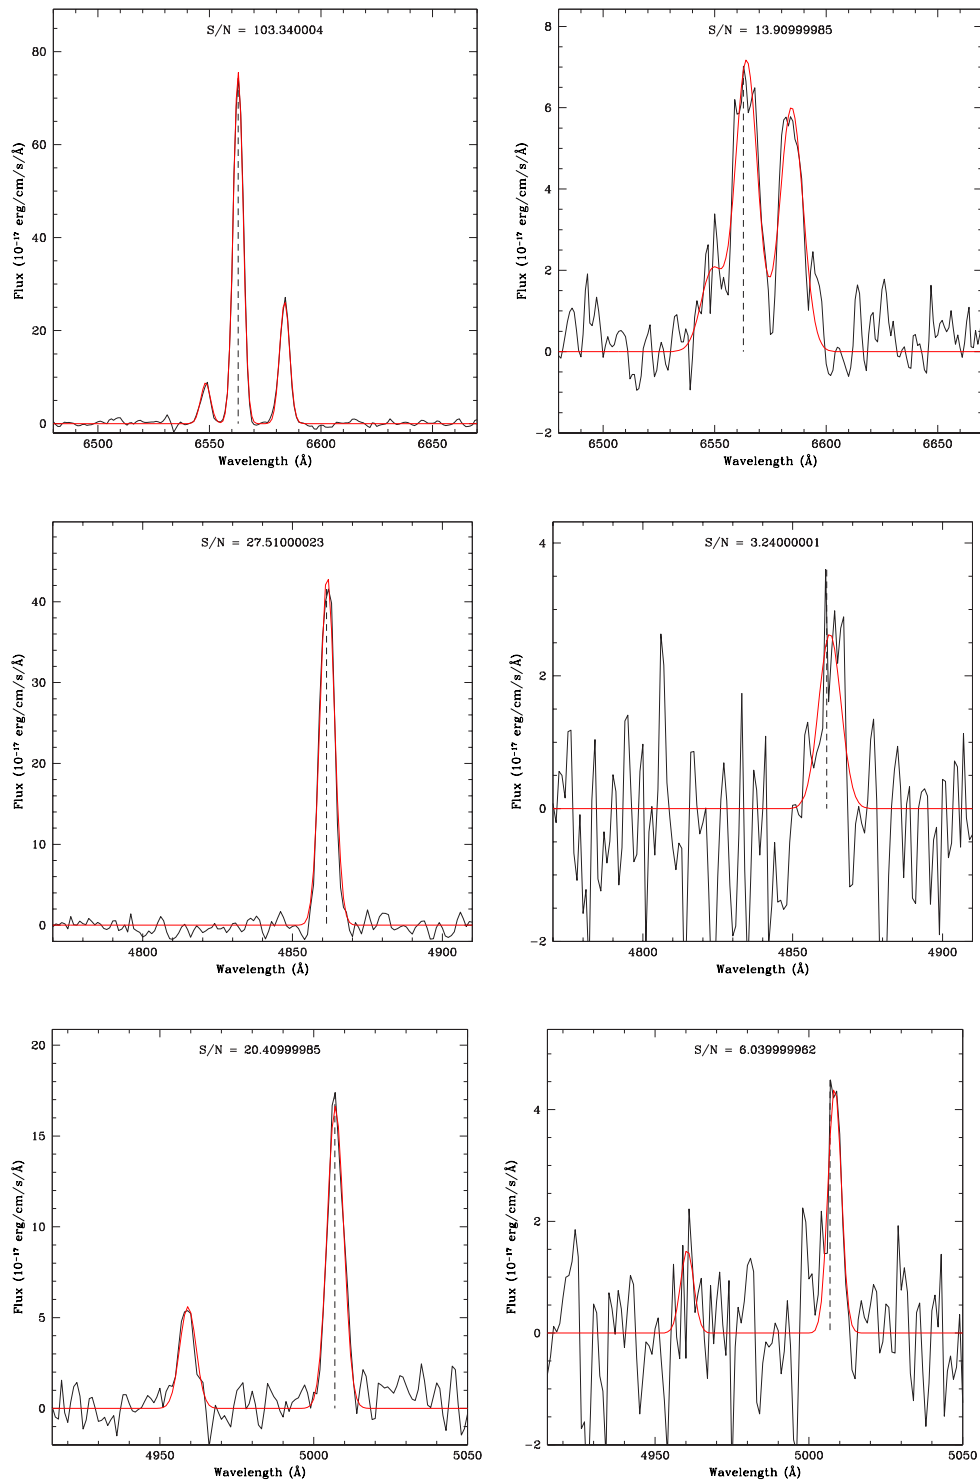 S/N = 103.340004
80
60
40
20
0
Flux (10⁻¹⁷ erg/cm/s/Å)
6500
6550
6600
6650
Wavelength (Å)
S/N = 13.90999985
8
6
4
2
0
−2
Flux (10⁻¹⁷ erg/cm/s/Å)
6500
6550
6600
6650
Wavelength (Å)
S/N = 27.51000023
40
30
20
10
0
Flux (10⁻¹⁷ erg/cm/s/Å)
4800
4850
4900
Wavelength (Å)
S/N = 3.24000001
4
2
0
−2
Flux (10⁻¹⁷ erg/cm/s/Å)
4800
4850
4900
Wavelength (Å)
S/N = 20.40999985
20
15
10
5
0
Flux (10⁻¹⁷ erg/cm/s/Å)
4950
5000
5050
Wavelength (Å)
S/N = 6.039999962
4
2
0
−2
Flux (10⁻¹⁷ erg/cm/s/Å)
4950
5000
5050
Wavelength (Å)